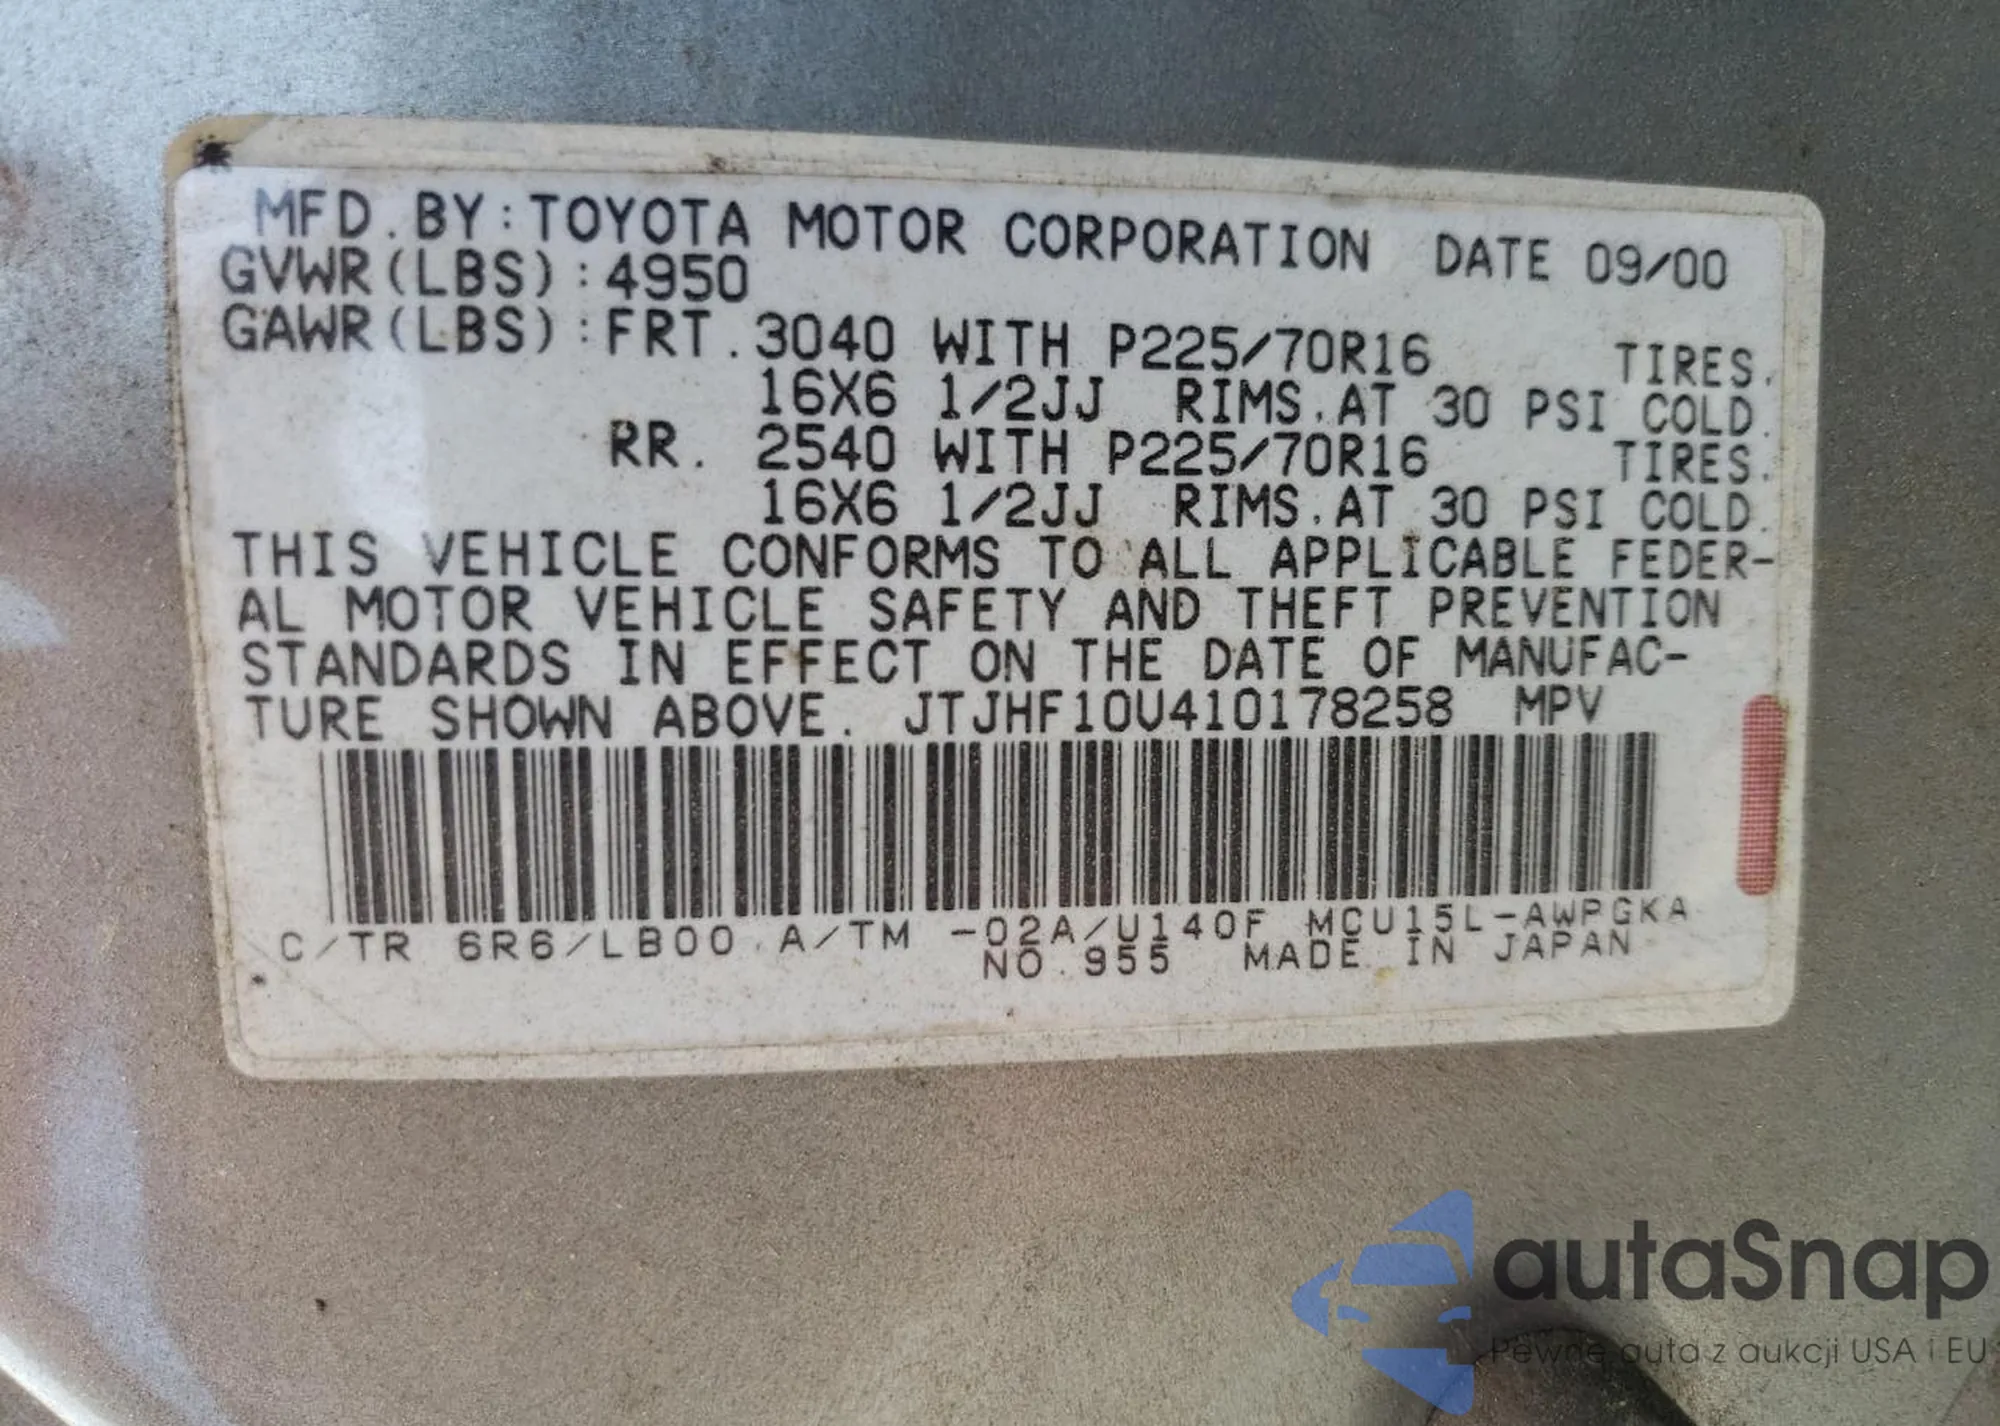 MFD.BY:TOYOTA MOTOR CORPORATION DATE 09/00
GVWR(LBS):4950
GAWR(LBS):FRT.3040 WITH P225/70R16 TIRES.
16X6 1/2JJ RIMS.AT 30 PSI COLD.
RR. 2540 WITH P225/70R16 TIRES.
16X6 1/2JJ RIMS.AT 30 PSI COLD.
THIS VEHICLE CONFORMS TO ALL APPLICABLE FEDER-
AL MOTOR VEHICLE SAFETY AND THEFT PREVENTION
STANDARDS IN EFFECT ON THE DATE OF MANUFAC-
TURE SHOWN ABOVE. JTJHF10U410178258 MPV
C/TR 6R6/LB00 A/TM -02A/U140F MCU15L-AWPGKA
NO.955 MADE IN JAPAN
autaSnap
Pewne auta z aukcji USA i EU